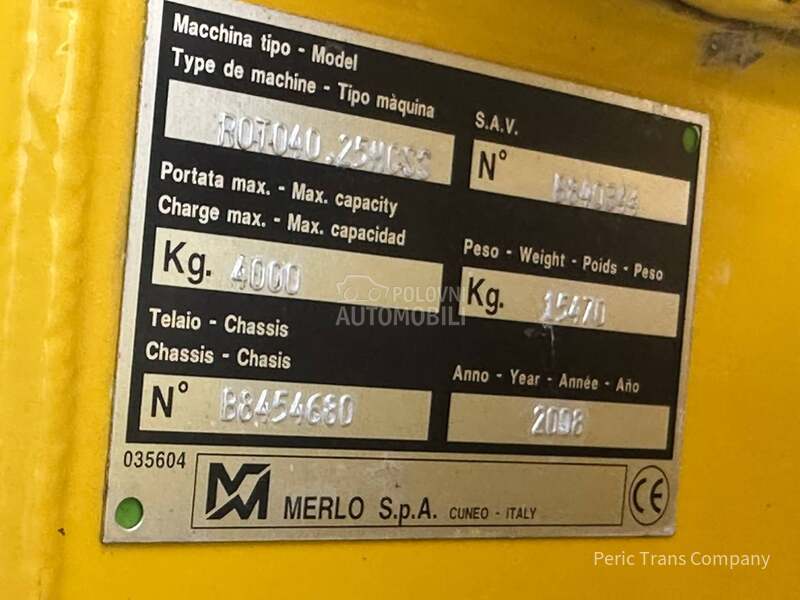 Macchina tipo - Model
Type de machine - Tipo màquina
ROTO40.25MCSS
S.A.V.
N° B840344
Portata max. - Max. capacity
Charge max. - Max. capacidad
Kg. 4000
Peso - Weight - Poids - Peso
Kg. 15470
Telaio - Chassis
Chassis - Chasis
N° B8454680
Anno - Year - Année - Año
2008
035604
MERLO S.p.A. CUNEO - ITALY
CE
POLOVNI
AUTOMOBILI
Peric Trans Company